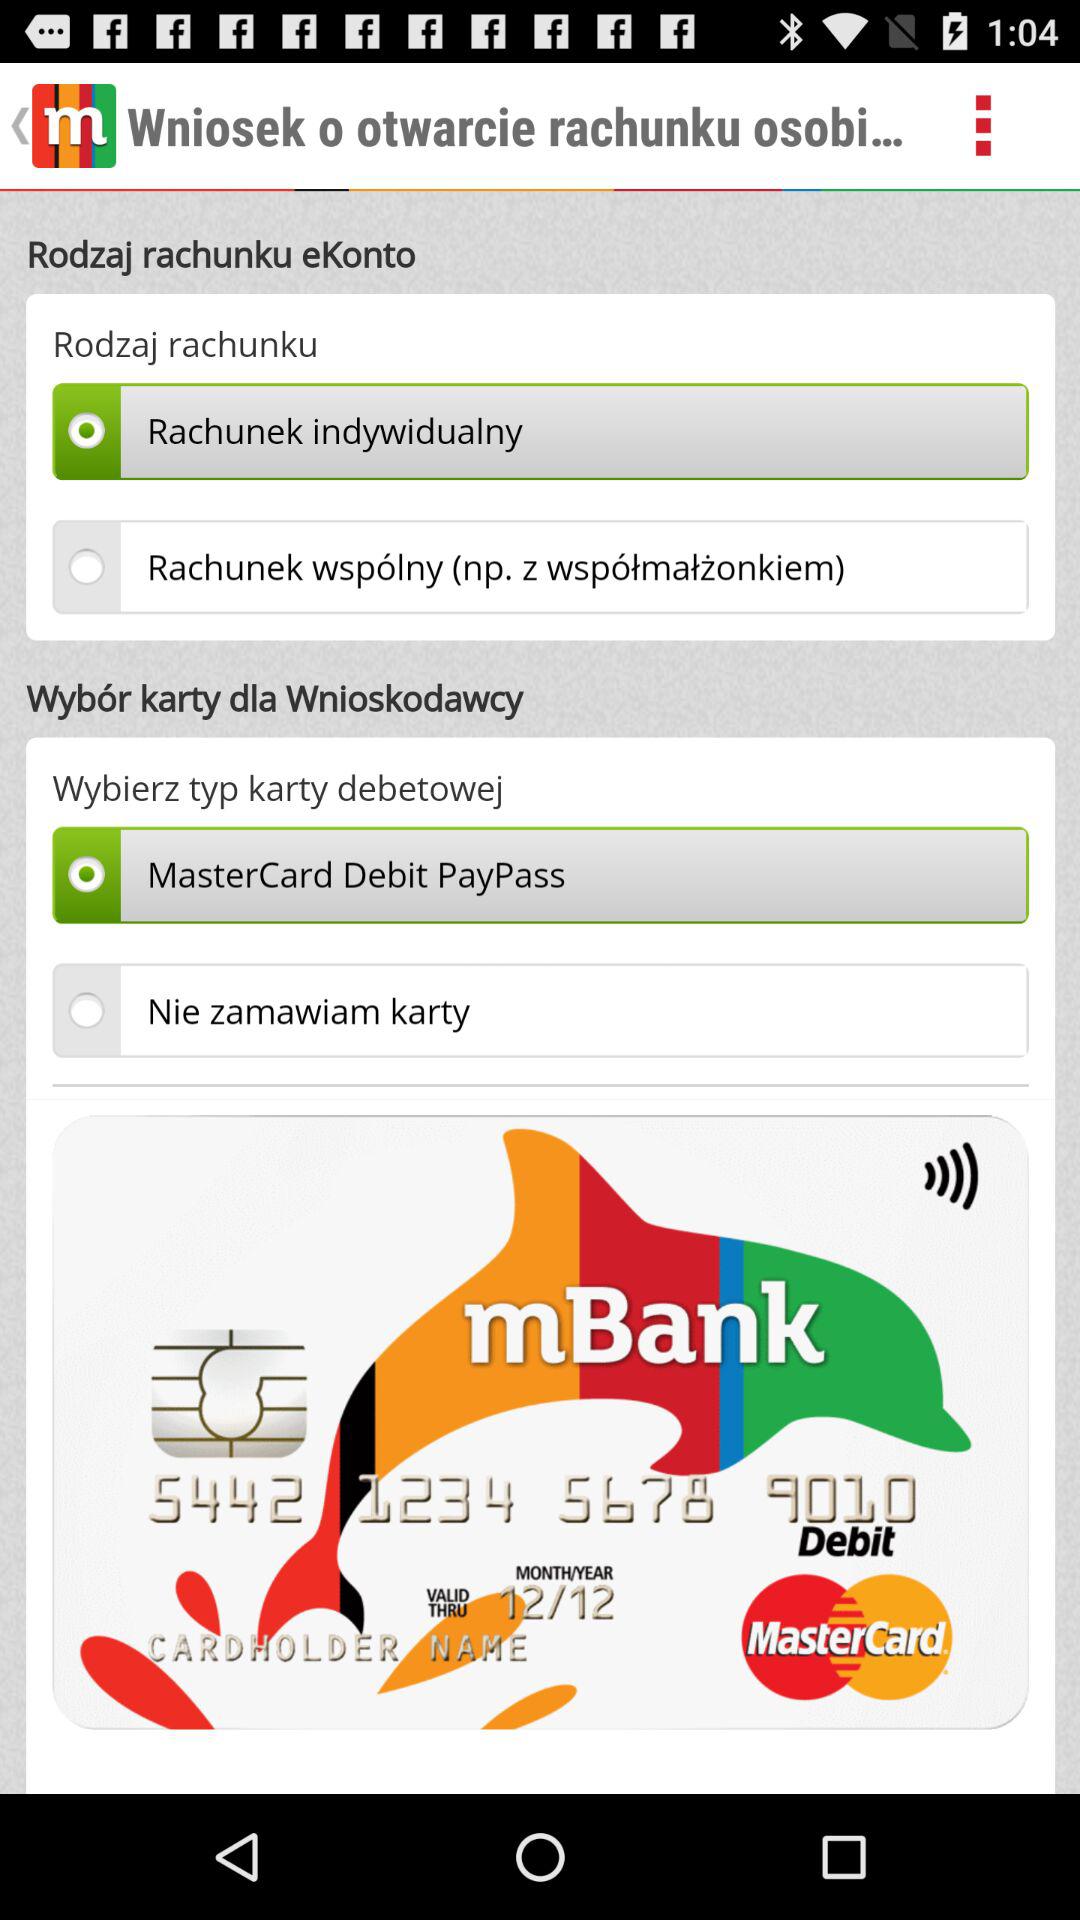 1:04
m Wniosek o otwarcie rachunku osobi...
Rodzaj rachunku eKonto
Rodzaj rachunku
Rachunek indywidualny
Rachunek wspólny (np. z współmałżonkiem)
Wybór karty dla Wnioskodawcy
Wybierz typ karty debetowej
MasterCard Debit PayPass
Nie zamawiam karty
mBank
5442 1234 5678 9010
Debit
MONTH/YEAR
VALID THRU 12/12
CARDHOLDER NAME
MasterCard